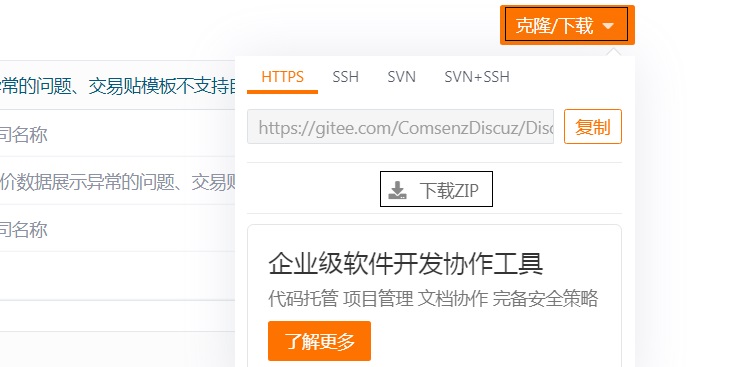 克隆/下载
HTTPS SSH SVN SVN+SSH
常的问题、交易贴模板不支持
https://gitee.com/ComsenzDiscuz/Disc 复制
司名称
价数据展示异常的问题、交易贴
下载ZIP
司名称
企业级软件开发协作工具
代码托管 项目管理 文档协作 完备安全策略
了解更多